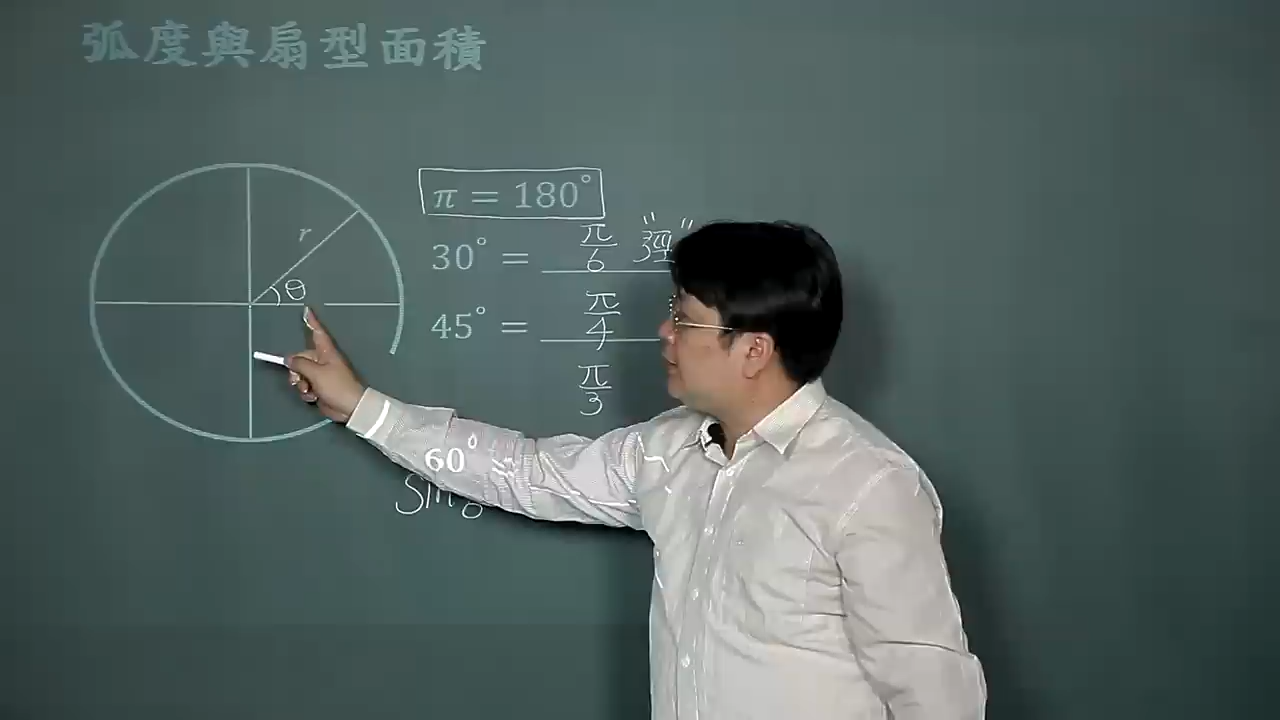 弧度與扇型面積
π = 180°
30° = π/6 "弳"
45° = π/4
π/3
60° =
r
θ